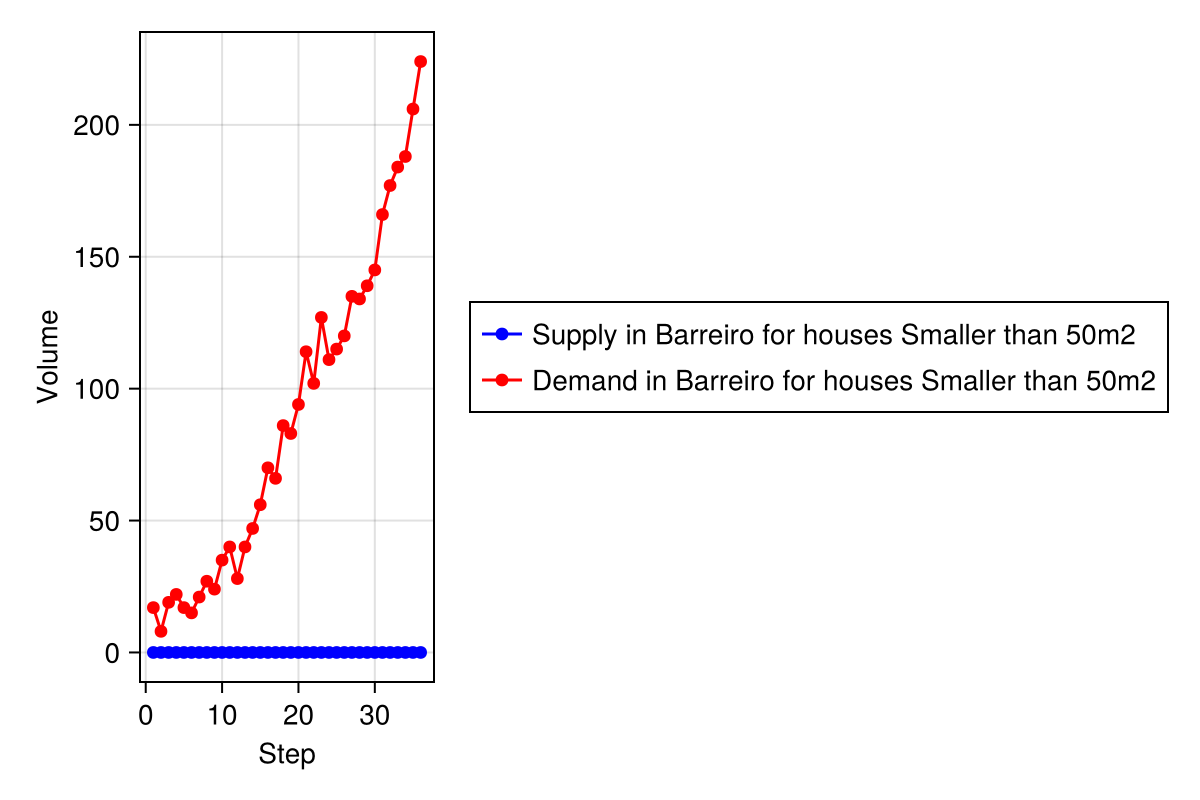 200
150
100
50
0
Volume
0 10 20 30
Step
Supply in Barreiro for houses Smaller than 50m2
Demand in Barreiro for houses Smaller than 50m2